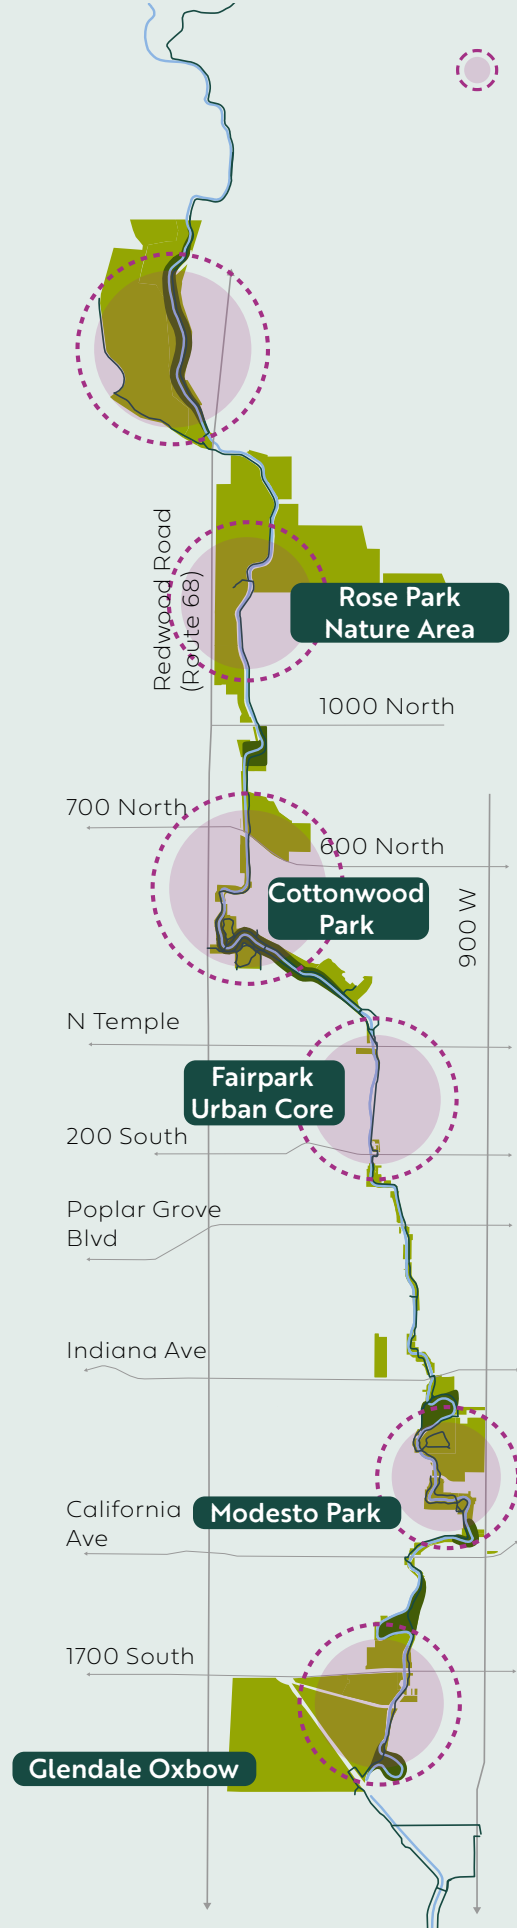 Redwood Road
(Route 68)
Rose Park
Nature Area
1000 North
700 North
600 North
Cottonwood
Park
900 W
N Temple
Fairpark
Urban Core
200 South
Poplar Grove
Blvd
Indiana Ave
California
Ave
Modesto Park
1700 South
Glendale Oxbow